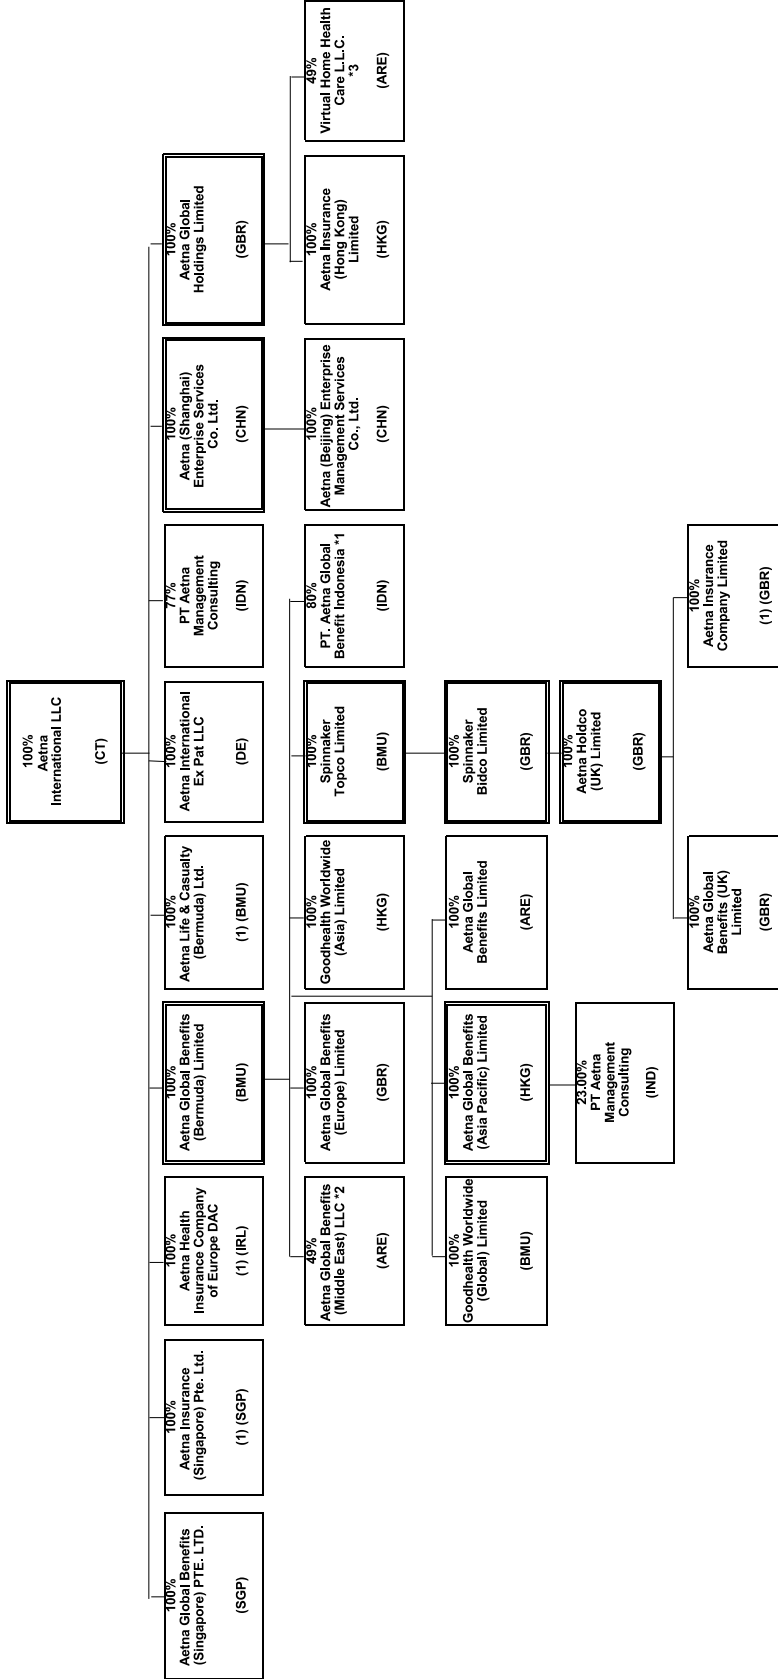 100%
Aetna
International LLC
(CT)
100%
Aetna Global Benefits
(Singapore) PTE. LTD.
(SGP)
100%
Aetna Insurance
(Singapore) Pte. Ltd.
(1) (SGP)
100%
Aetna Health
Insurance Company
of Europe DAC
(1) (IRL)
100%
Aetna Global Benefits
(Bermuda) Limited
(BMU)
100%
Aetna Life & Casualty
(Bermuda) Ltd.
(1) (BMU)
100%
Aetna International
Ex Pat LLC
(DE)
77%
PT Aetna
Management
Consulting
(IDN)
100%
Aetna (Shanghai)
Enterprise Services
Co. Ltd.
(CHN)
100%
Aetna Global
Holdings Limited
(GBR)
49%
Aetna Global Benefits
(Middle East) LLC *2
(ARE)
100%
Aetna Global Benefits
(Europe) Limited
(GBR)
100%
Goodhealth Worldwide
(Asia) Limited
(HKG)
100%
Spinnaker
Topco Limited
(BMU)
80%
PT. Aetna Global
Benefit Indonesia *1
(IDN)
100%
Aetna (Beijing) Enterprise
Management Services
Co., Ltd.
(CHN)
100%
Aetna Insurance
(Hong Kong)
Limited
(HKG)
49%
Virtual Home Health
Care L.L.C.
*3
(ARE)
100%
Goodhealth Worldwide
(Global) Limited
(BMU)
100%
Aetna Global Benefits
(Asia Pacific) Limited
(HKG)
100%
Aetna Global
Benefits Limited
(ARE)
100%
Spinnaker
Bidco Limited
(GBR)
23.00%
PT Aetna
Management
Consulting
(IND)
100%
Aetna Holdco
(UK) Limited
(GBR)
100%
Aetna Global
Benefits (UK)
Limited
(GBR)
100%
Aetna Insurance
Company Limited
(1) (GBR)